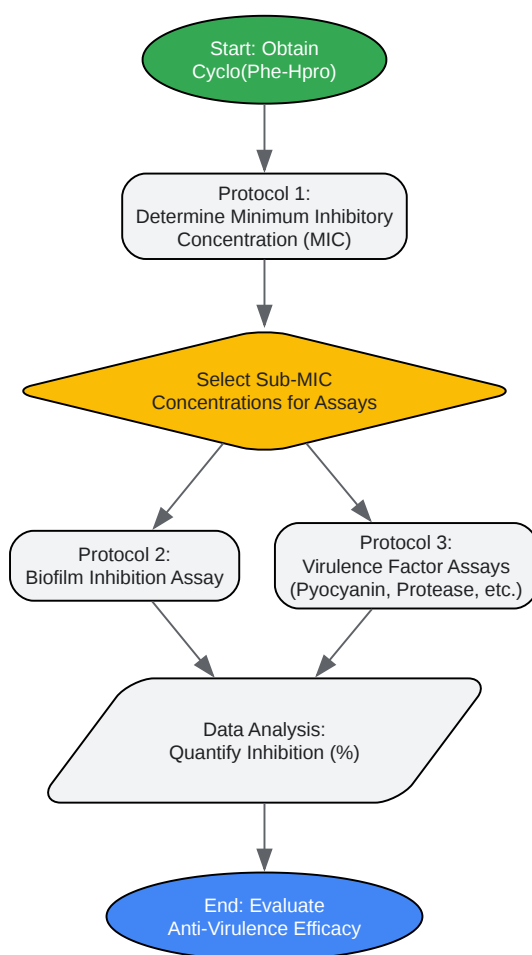 Start: Obtain
Cyclo(Phe-Hpro)
Protocol 1:
Determine Minimum Inhibitory
Concentration (MIC)
Select Sub-MIC
Concentrations for Assays
Protocol 2:
Biofilm Inhibition Assay
Protocol 3:
Virulence Factor Assays
(Pyocyanin, Protease, etc.)
Data Analysis:
Quantify Inhibition (%)
End: Evaluate
Anti-Virulence Efficacy